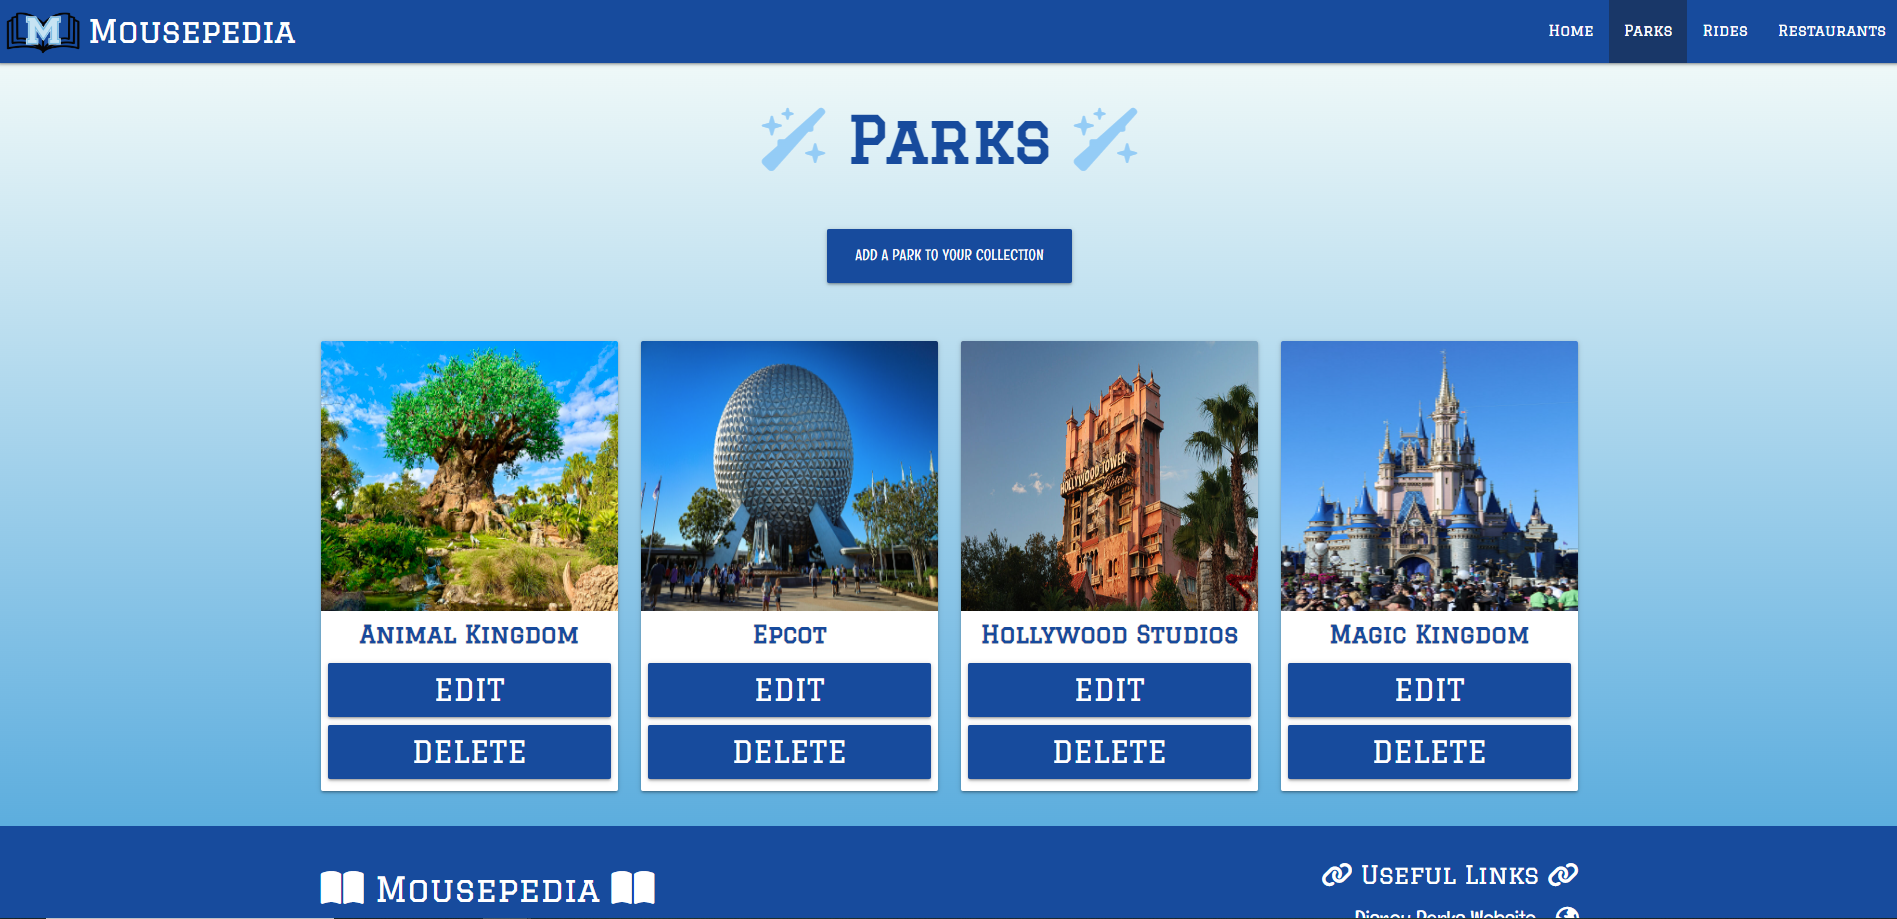 M Mousepedia
Home Parks Rides Restaurants
Parks
ADD A PARK TO YOUR COLLECTION
HOLLYWOOD TOWER
Hotel
Animal Kingdom
Epcot
Hollywood Studios
Magic Kingdom
EDIT
EDIT
EDIT
EDIT
DELETE
DELETE
DELETE
DELETE
Mousepedia
Useful Links
Disney Parks Website